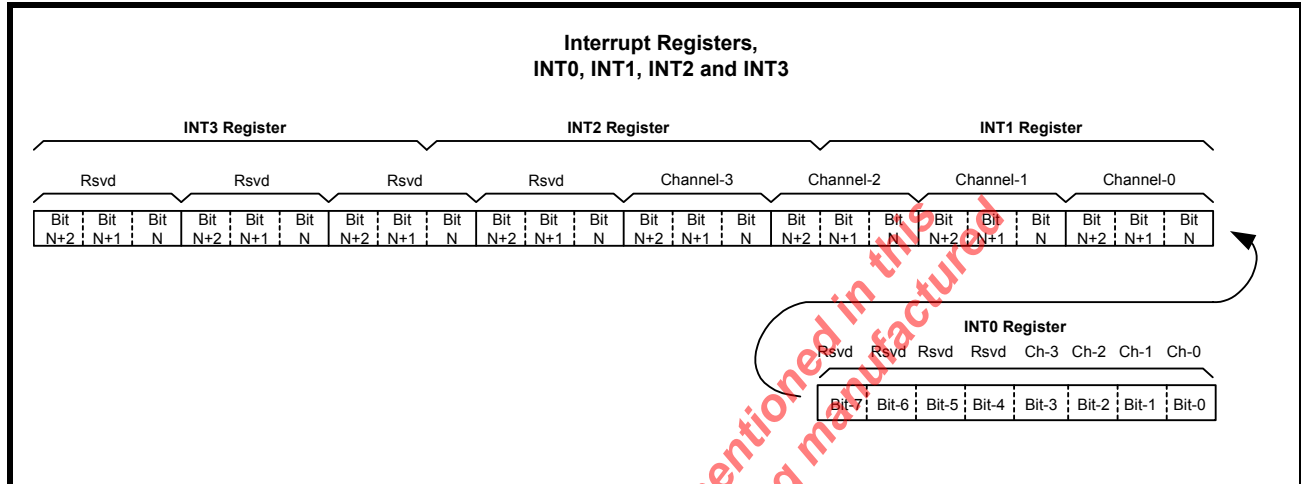 Interrupt Registers,
INT0, INT1, INT2 and INT3
INT3 Register INT2 Register INT1 Register
Rsvd Rsvd Rsvd Rsvd Channel-3 Channel-2 Channel-1 Channel-0
Bit Bit Bit Bit Bit Bit Bit Bit Bit Bit Bit Bit Bit Bit Bit Bit Bit Bit Bit Bit Bit Bit Bit Bit
N+2 N+1 N N+2 N+1 N N+2 N+1 N N+2 N+1 N N+2 N+1 N N+2 N+1 N N+2 N+1 N N+2 N+1 N
INT0 Register
Rsvd Rsvd Rsvd Rsvd Ch-3 Ch-2 Ch-1 Ch-0
Bit-7 Bit-6 Bit-5 Bit-4 Bit-3 Bit-2 Bit-1 Bit-0
mentioned in this
manufactured